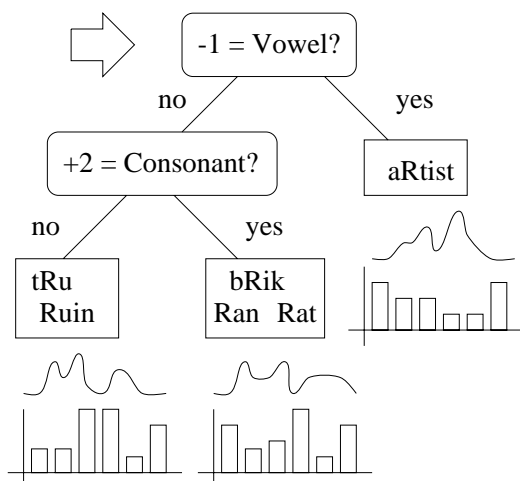 -1 = Vowel?
no
yes
+2 = Consonant?
aRtist
no
yes
tRu
Ruin
bRik
Ran Rat